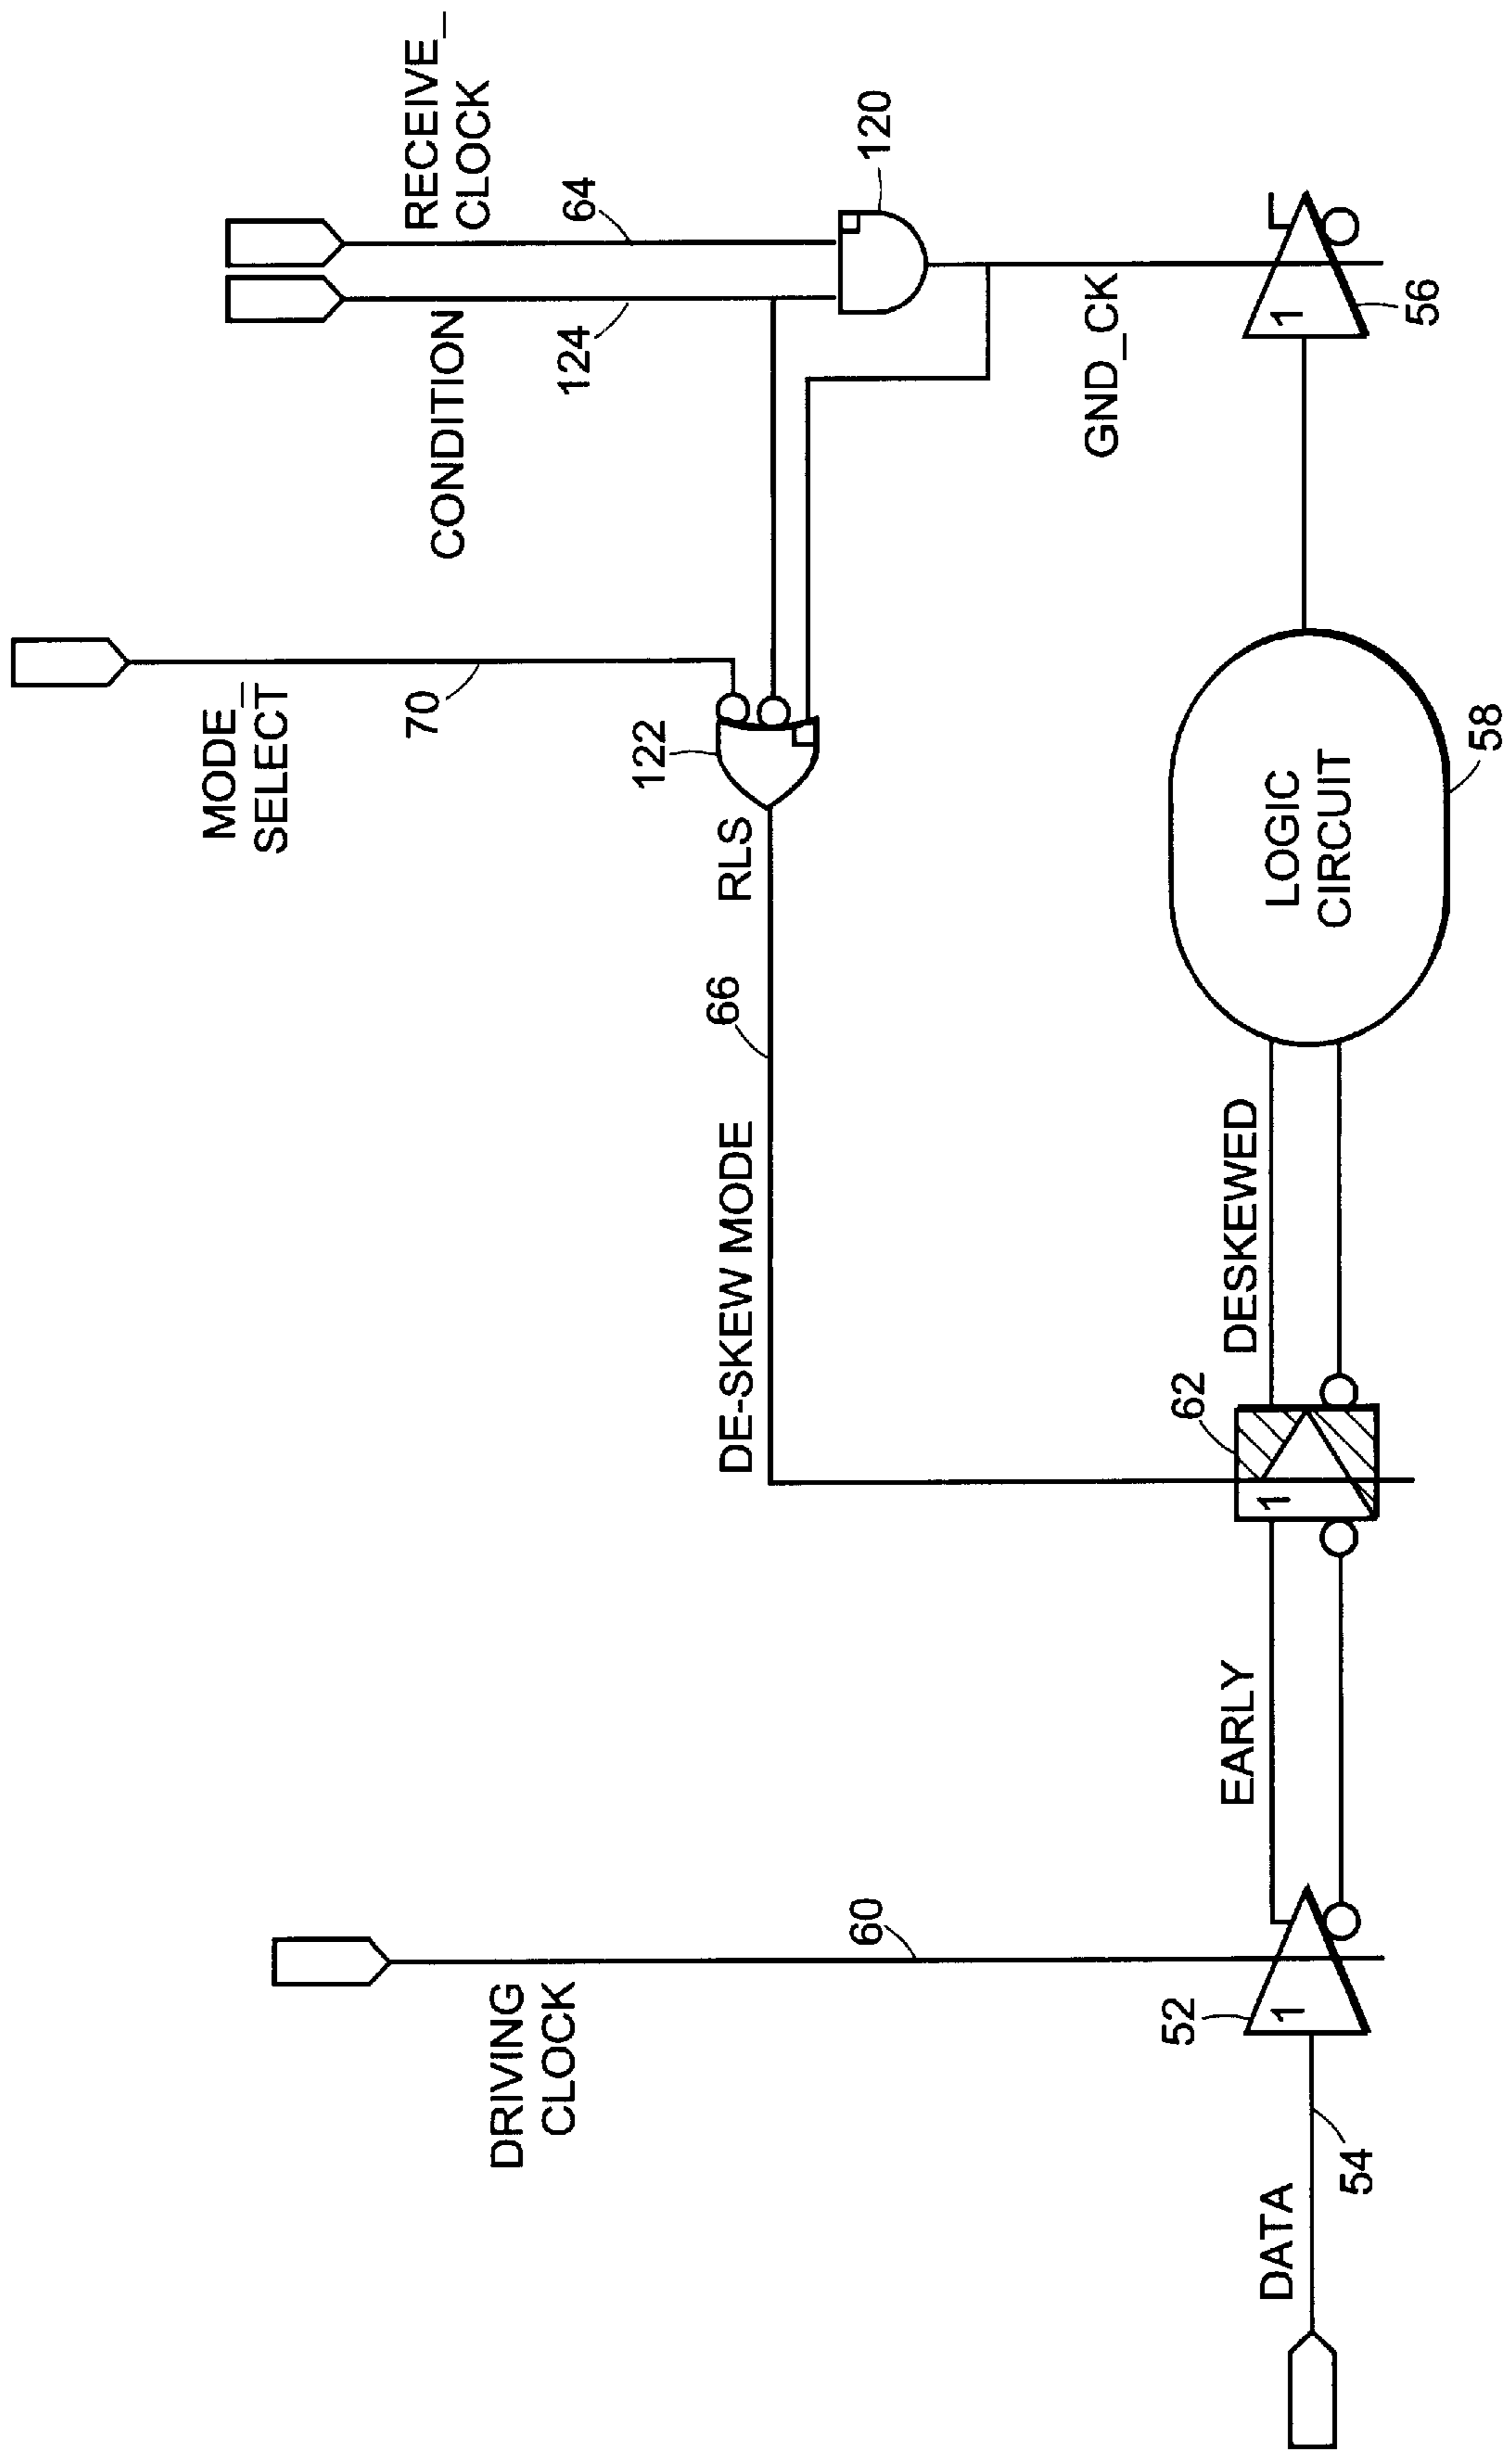 MODE_
SELECT
70
CONDITION
124
RECEIVE_
CLOCK
64
120
122
RLS
66
DE-SKEW MODE
DRIVING
CLOCK
60
GND_CK
DATA
54
52
1
EARLY
62
1
DESKEWED
LOGIC
CIRCUIT
58
1
56